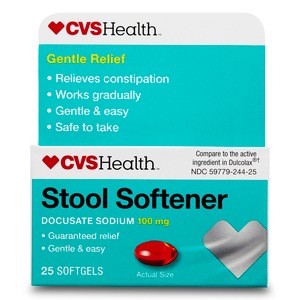 CVSHealth
Gentle Relief
• Relieves constipation
• Works gradually
• Gentle & easy
• Safe to take
CVSHealth
Compare to the active
ingredient in Dulcolax®†
NDC 59779-244-25
Stool Softener
DOCUSATE SODIUM 100 mg
• Guaranteed relief
• Gentle & easy
25 SOFTGELS
Actual Size